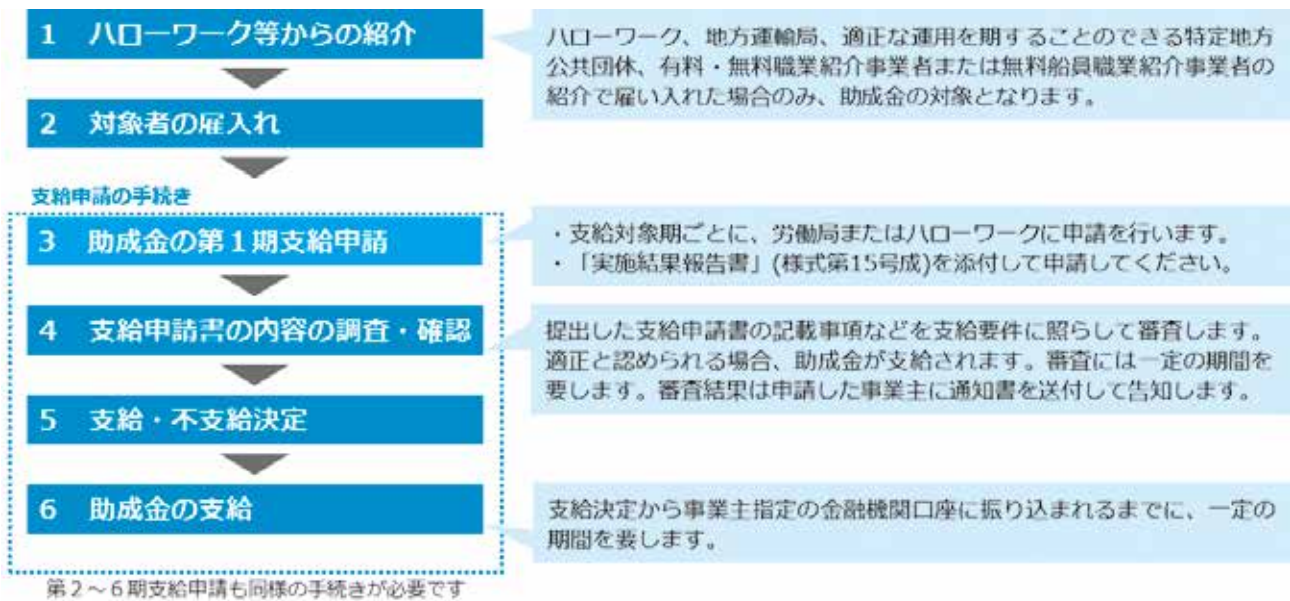 1 ハローワーク等からの紹介
ハローワーク、地方運輸局、適正な運用を期することのできる特定地方
公共団体、有料・無料職業紹介事業者または無料船員職業紹介事業者の
紹介で雇い入れた場合のみ、助成金の対象となります。
2 対象者の雇入れ
支給申請の手続き
3 助成金の第1期支給申請
・支給対象期ごとに、労働局またはハローワークに申請を行います。
・「実施結果報告書」(様式第15号成)を添付して申請してください。
4 支給申請書の内容の調査・確認
提出した支給申請書の記載事項などを支給要件に照らして審査します。
適正と認められる場合、助成金が支給されます。審査には一定の期間を
要します。審査結果は申請した事業主に通知書を送付して告知します。
5 支給・不支給決定
6 助成金の支給
支給決定から事業主指定の金融機関口座に振り込まれるまでに、一定の
期間を要します。
第2～6期支給申請も同様の手続きが必要です